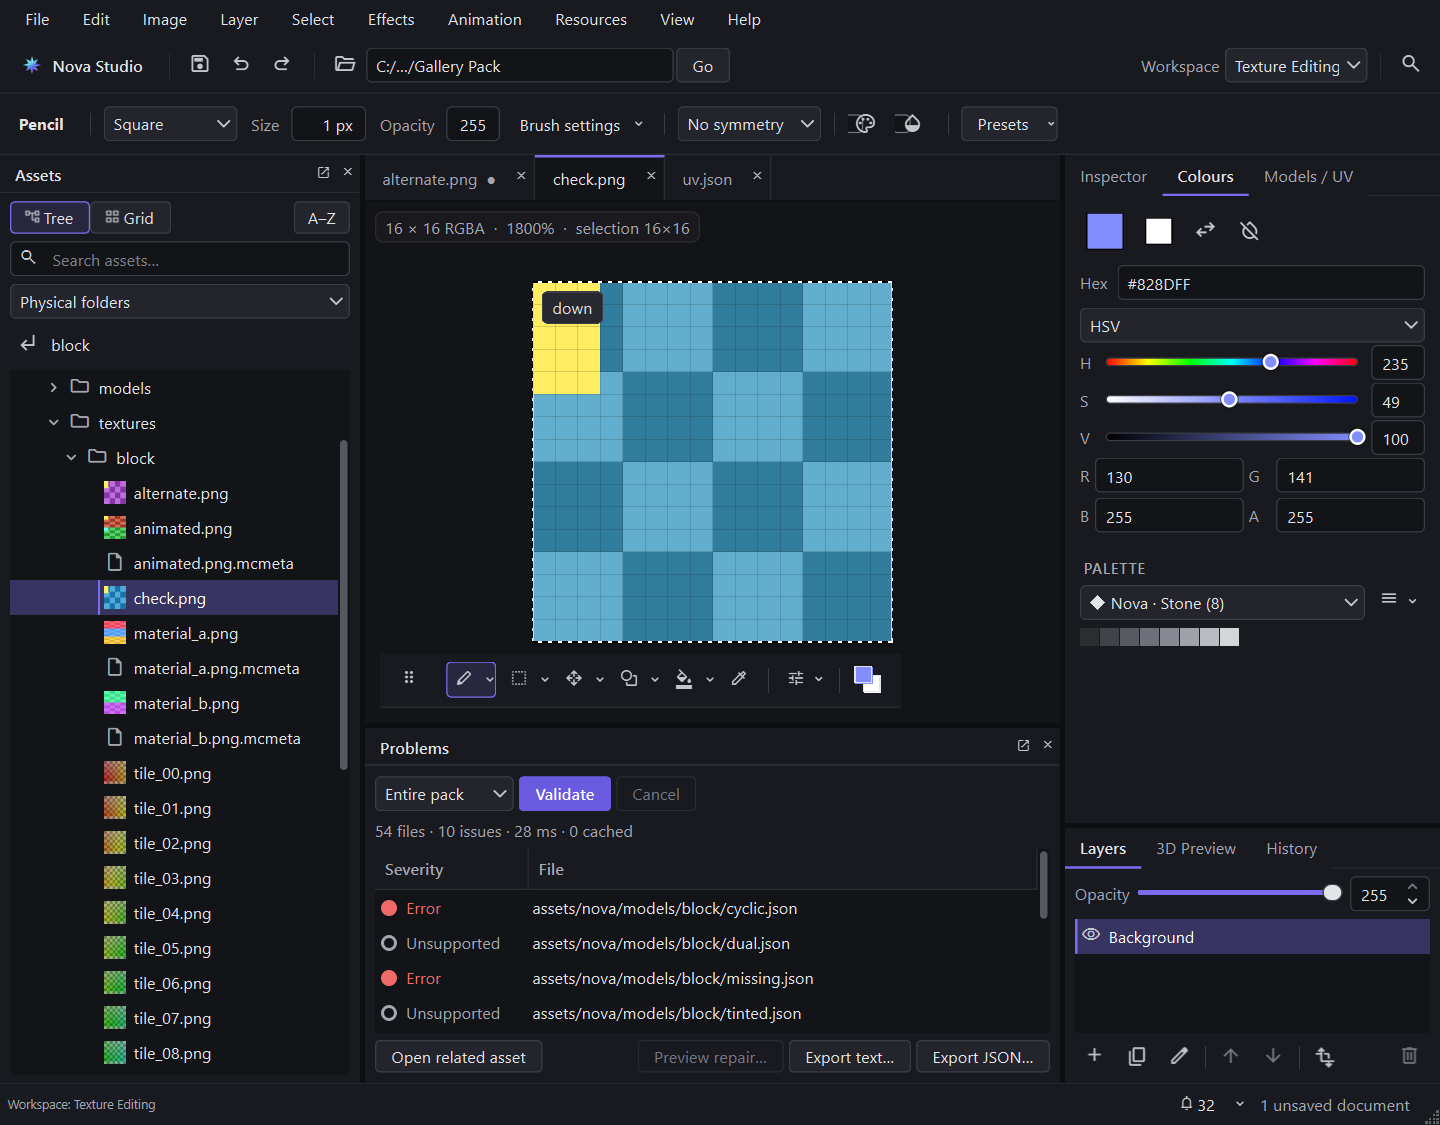 File Edit Image Layer Select Effects Animation Resources View Help
Nova Studio C:/.../Gallery Pack Go Workspace Texture Editing
Pencil Square Size 1 px Opacity 255 Brush settings No symmetry Presets
Assets
Tree Grid A–Z
Search assets...
Physical folders
block
models
textures
block
alternate.png
animated.png
animated.png.mcmeta
check.png
material_a.png
material_a.png.mcmeta
material_b.png
material_b.png.mcmeta
tile_00.png
tile_01.png
tile_02.png
tile_03.png
tile_04.png
tile_05.png
tile_06.png
tile_07.png
tile_08.png
alternate.png check.png uv.json
16 × 16 RGBA · 1800% · selection 16×16
down
Problems
Entire pack Validate Cancel
54 files · 10 issues · 28 ms · 0 cached
Severity File
Error assets/nova/models/block/cyclic.json
Unsupported assets/nova/models/block/dual.json
Error assets/nova/models/block/missing.json
Unsupported assets/nova/models/block/tinted.json
Open related asset Preview repair... Export text... Export JSON...
Inspector Colours Models / UV
Hex #828DFF
HSV
H 235
S 49
V 100
R 130 G 141
B 255 A 255
PALETTE
Nova · Stone (8)
Layers 3D Preview History
Opacity 255
Background
Workspace: Texture Editing 32 1 unsaved document